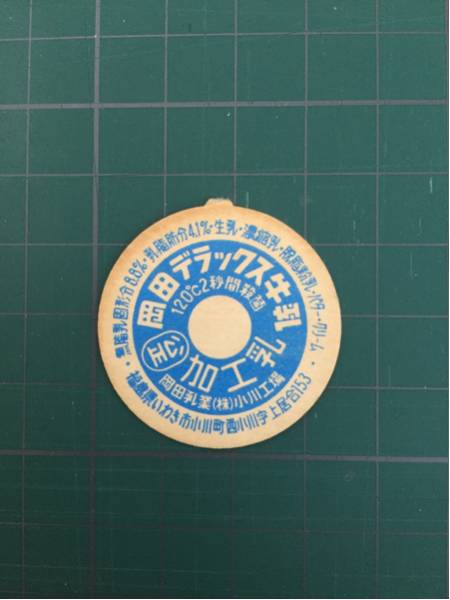 無脂乳固形分8.8%・乳脂肪分4.1%・生乳・濃縮乳・脱脂粉乳・バター・クリーム・
岡田デラックス牛乳
120℃2秒間殺菌
公正
加工乳
岡田乳業(株)小川工場
福島県いわき市小川町西小川字上居合153